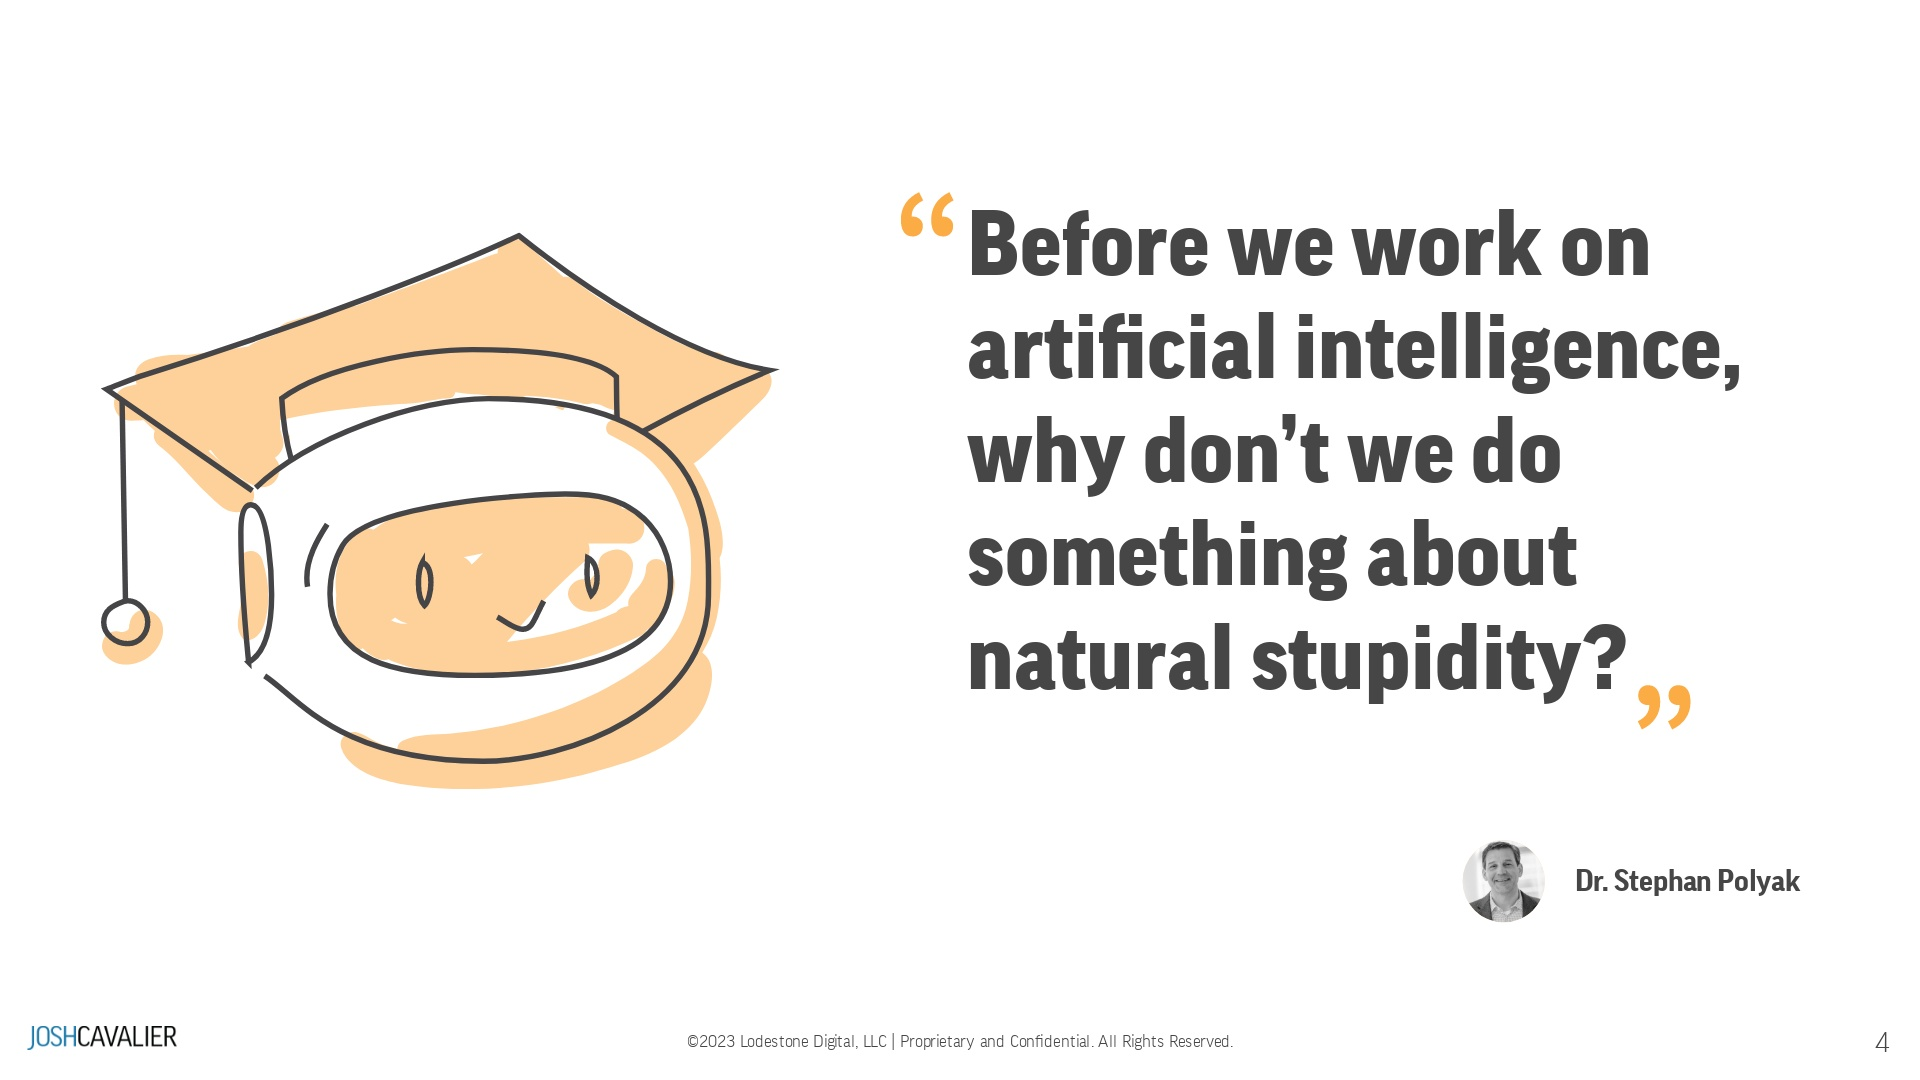 “Before we work on
artificial intelligence,
why don’t we do
something about
natural stupidity?”
Dr. Stephan Polyak
JOSHCAVALIER
©2023 Lodestone Digital, LLC | Proprietary and Confidential. All Rights Reserved.
4